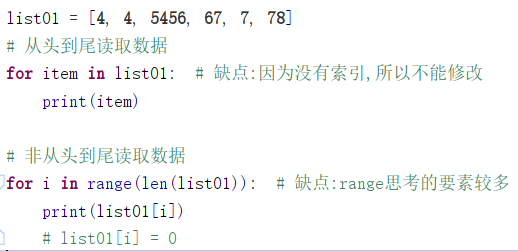 list01 = [4, 4, 5456, 67, 7, 78]
# 从头到尾读取数据
for item in list01:  # 缺点:因为没有索引,所以不能修改
    print(item)
# 非从头到尾读取数据
for i in range(len(list01)):  # 缺点:range思考的要素较多
    print(list01[i])
    # list01[i] = 0